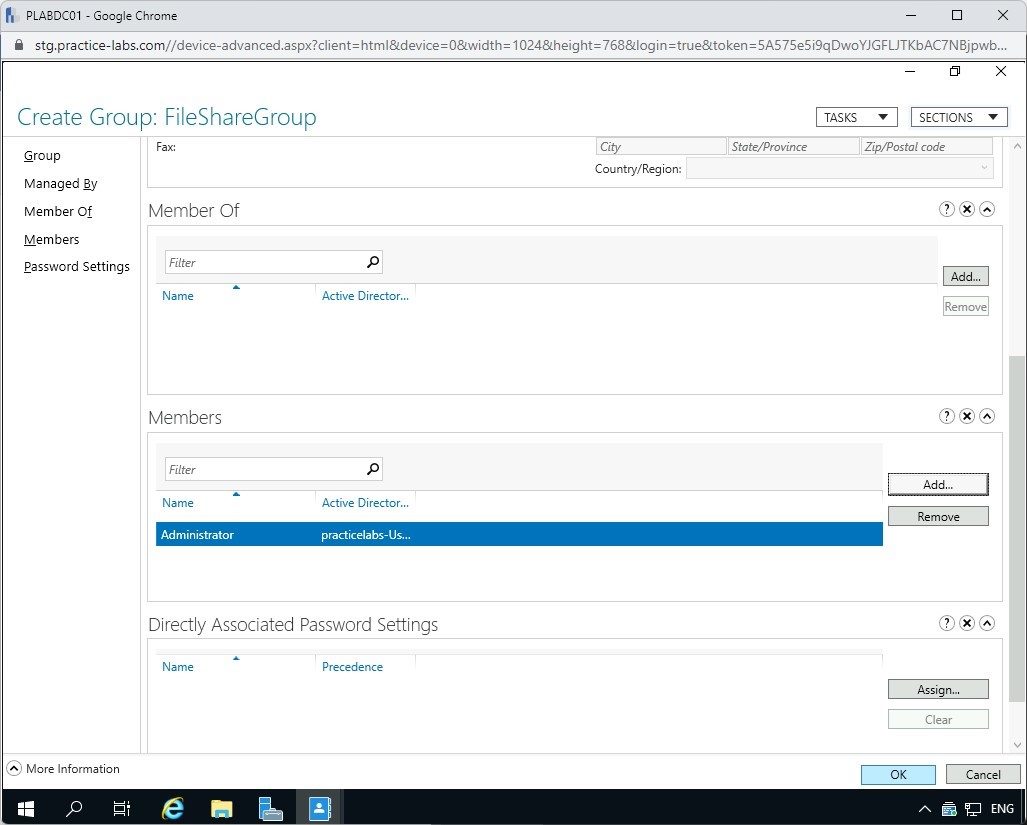 PLABDC01 - Google Chrome
stg.practice-labs.com//device-advanced.aspx?client=html&device=0&width=1024&height=768&login=true&token=5A575e5i9qDwoYJGFLJTKbAC7NBjpwb...
Create Group: FileShareGroup
TASKS
SECTIONS
Group
Managed By
Member Of
Members
Password Settings
Fax:
City
State/Province
Zip/Postal code
Country/Region:
Member Of
Filter
Add...
Name
Active Director...
Remove
Members
Filter
Add...
Name
Active Director...
Remove
Administrator
practicelabs-Us...
Directly Associated Password Settings
Name
Precedence
Assign...
Clear
More Information
OK
Cancel
ENG